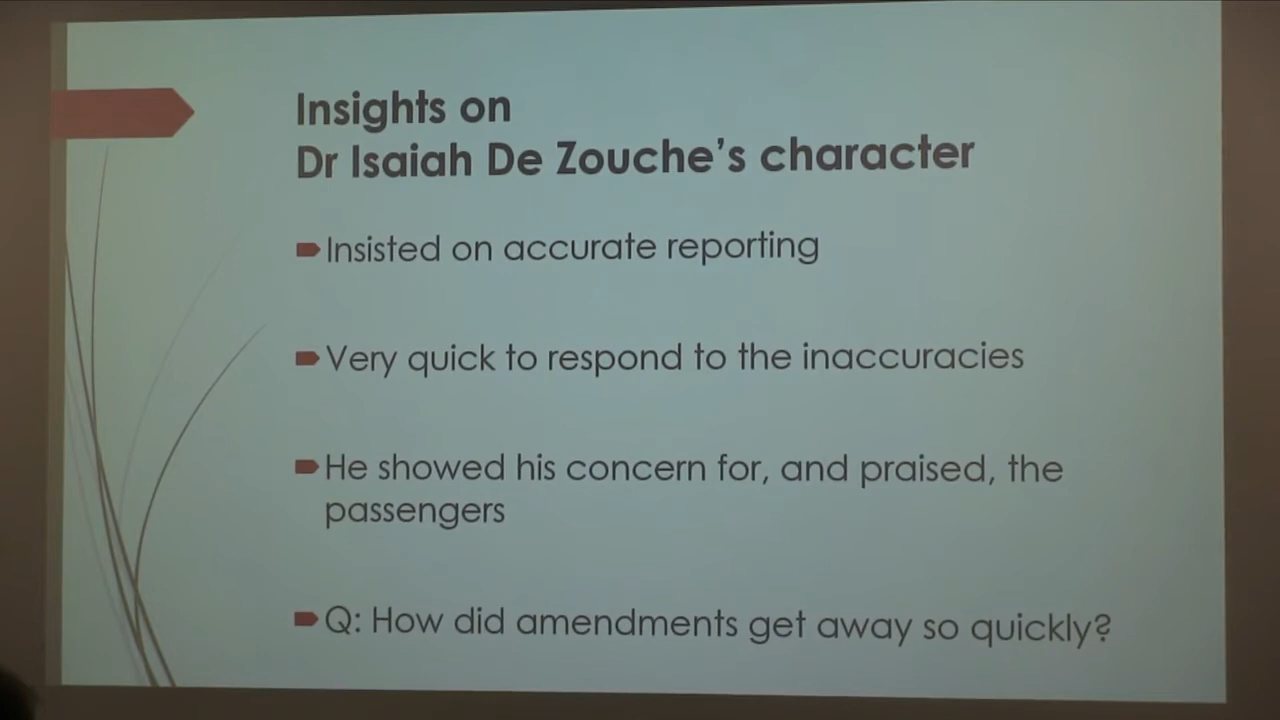 Insights on
Dr Isaiah De Zouche's character
Insisted on accurate reporting
Very quick to respond to the inaccuracies
He showed his concern for, and praised, the
passengers
Q: How did amendments get away so quickly?